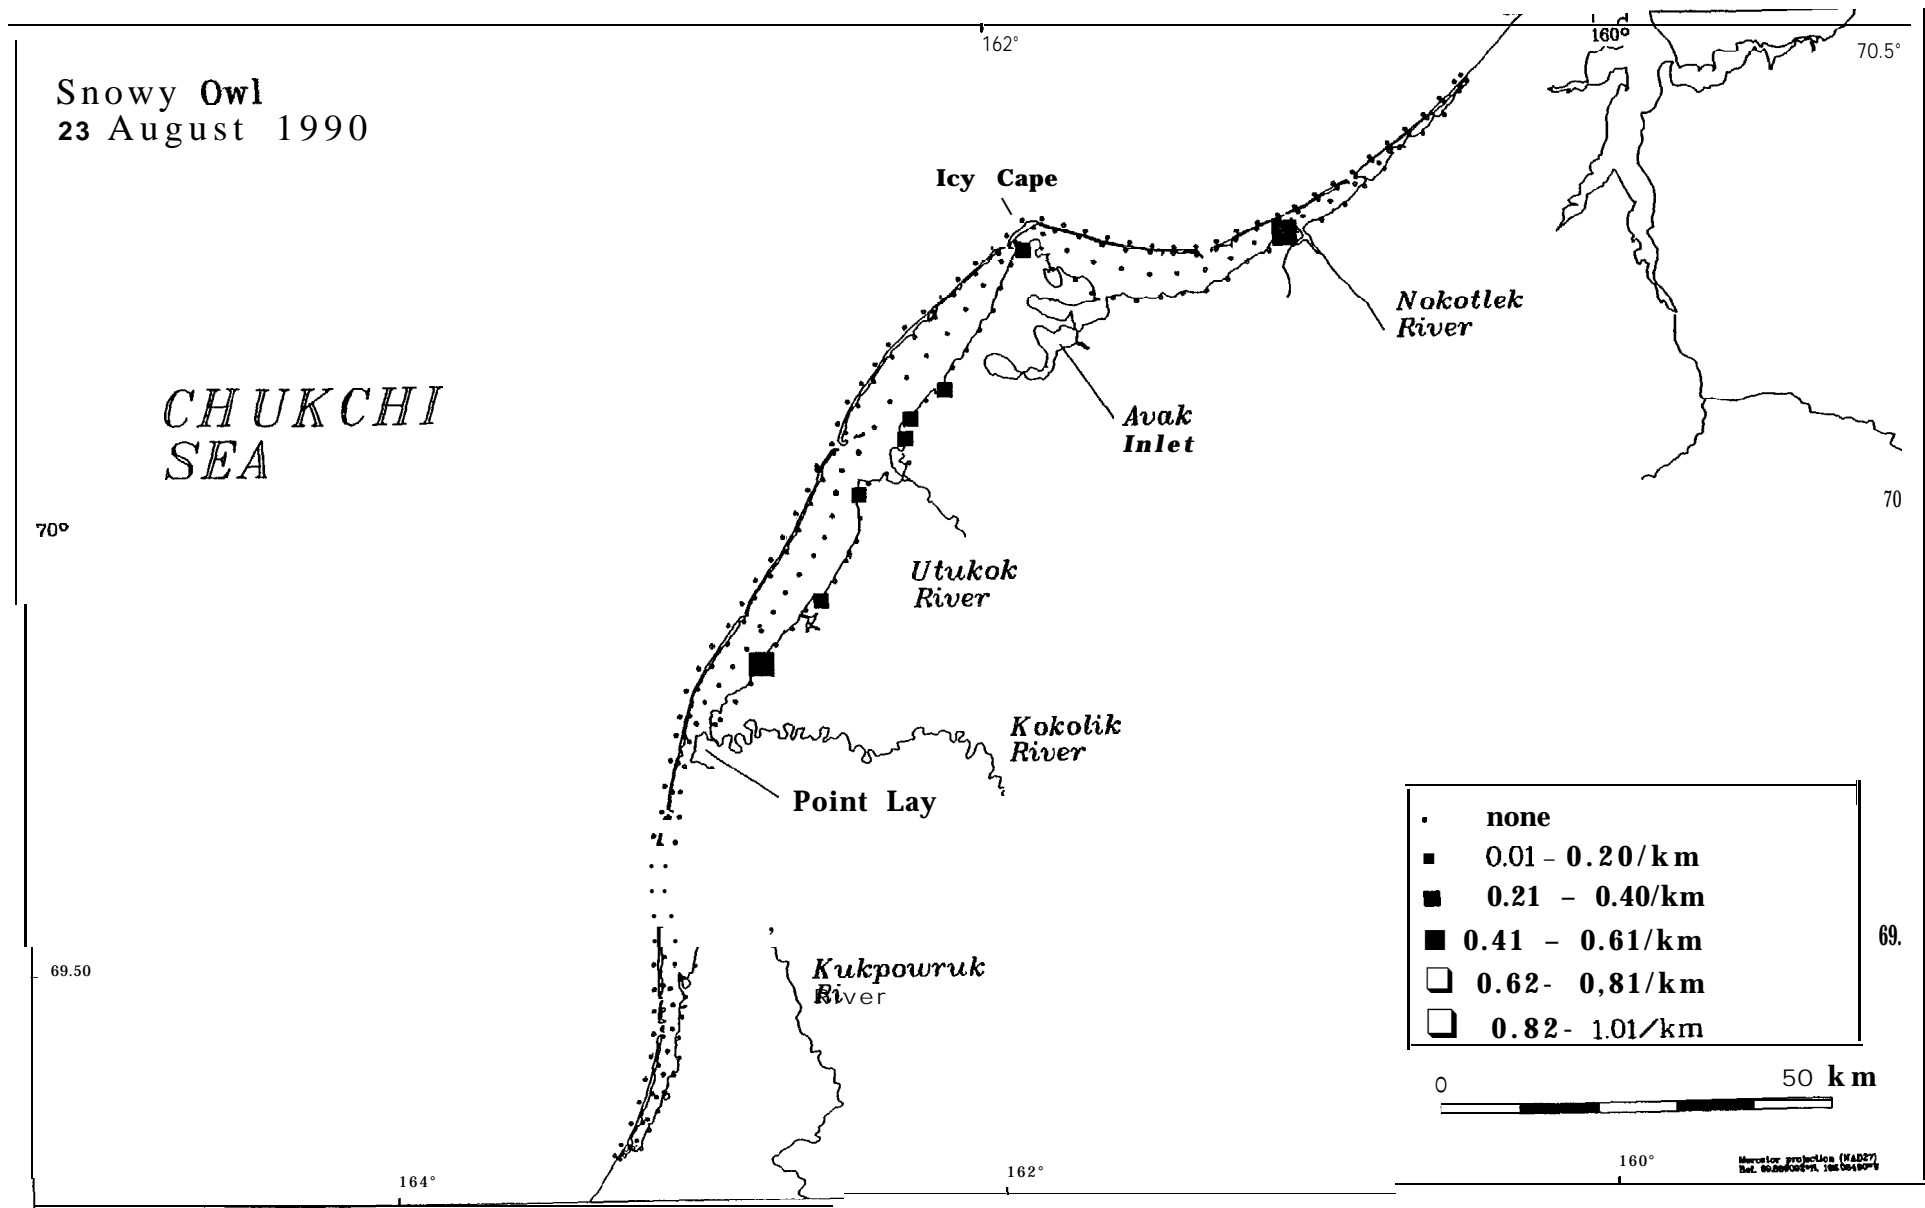 162°
160°
70.5°
Snowy Owl
23 August 1990
Icy Cape
Nokotlek
River
CHUKCHI
SEA
Avak
Inlet
70
70°
Utukok
River
Kokolik
River
Point Lay
none
0.01 - 0.20/km
0.21 - 0.40/km
0.41 - 0.61/km
0.62- 0,81/km
0.82- 1.01/km
69.
69.50
Kukpowruk
River
0 50 km
164°
162°
160°
Mercator projection (NAD27)